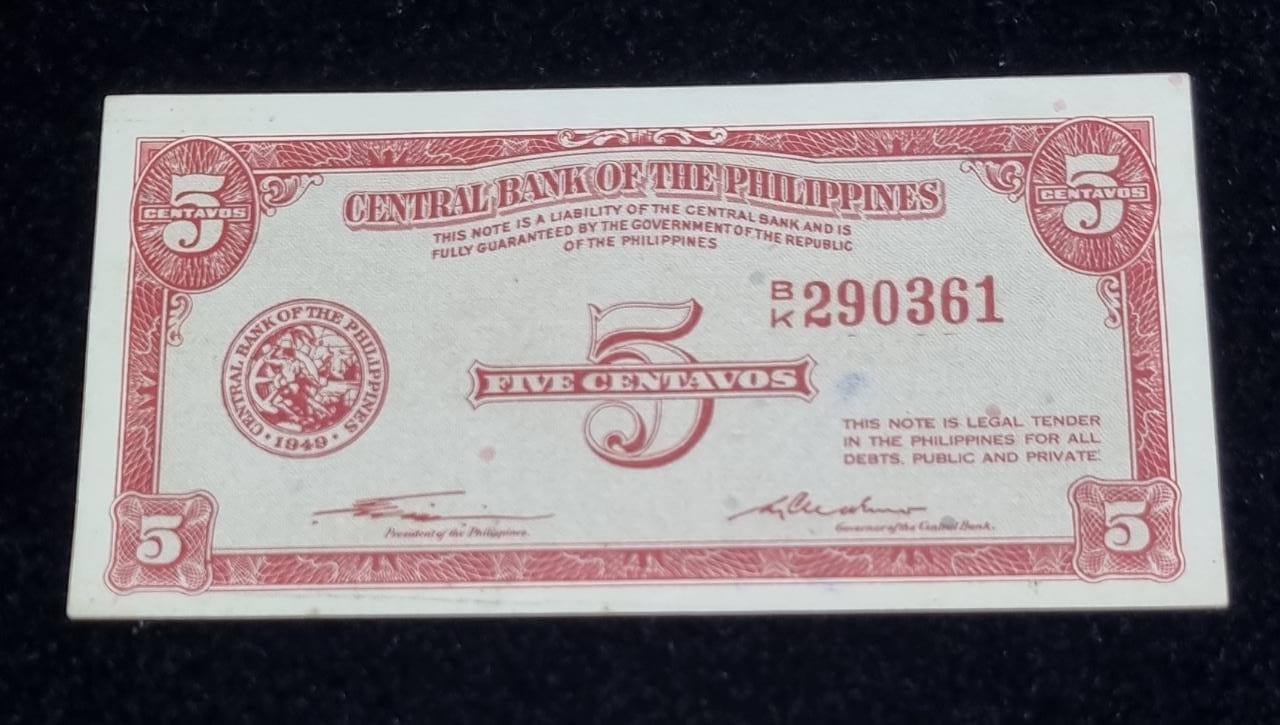 5 CENTAVOS
5 CENTAVOS
CENTRAL BANK OF THE PHILIPPINES
THIS NOTE IS A LIABILITY OF THE CENTRAL BANK AND IS
FULLY GUARANTEED BY THE GOVERNMENT OF THE REPUBLIC
OF THE PHILIPPINES
B/K 290361
CENTRAL BANK OF THE PHILIPPINES
· 1949 ·
5
FIVE CENTAVOS
THIS NOTE IS LEGAL TENDER
IN THE PHILIPPINES FOR ALL
DEBTS, PUBLIC AND PRIVATE.
President of the Philippines.
Governor of the Central Bank.
5
5